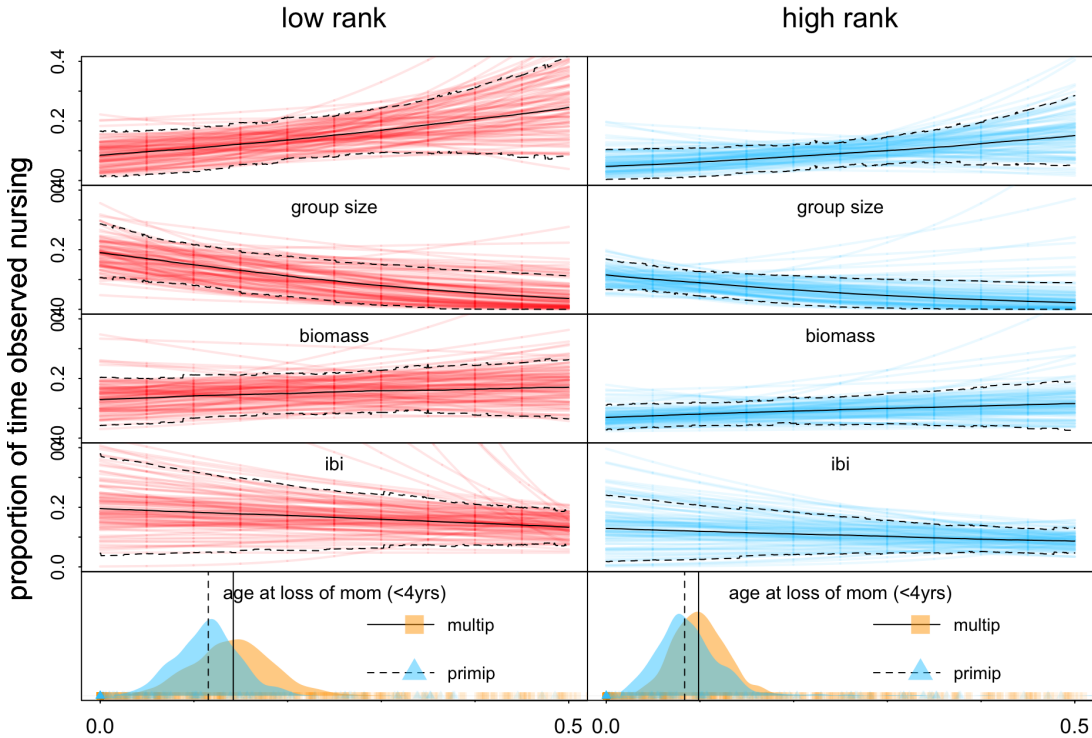 low rank
high rank
proportion of time observed nursing
0.4
0.2
0.0
group size
group size
0.2
biomass
biomass
0.2
ibi
ibi
0.2
0.0
age at loss of mom (<4yrs)
age at loss of mom (<4yrs)
multip
multip
primip
primip
0.0
0.5
0.0
0.5